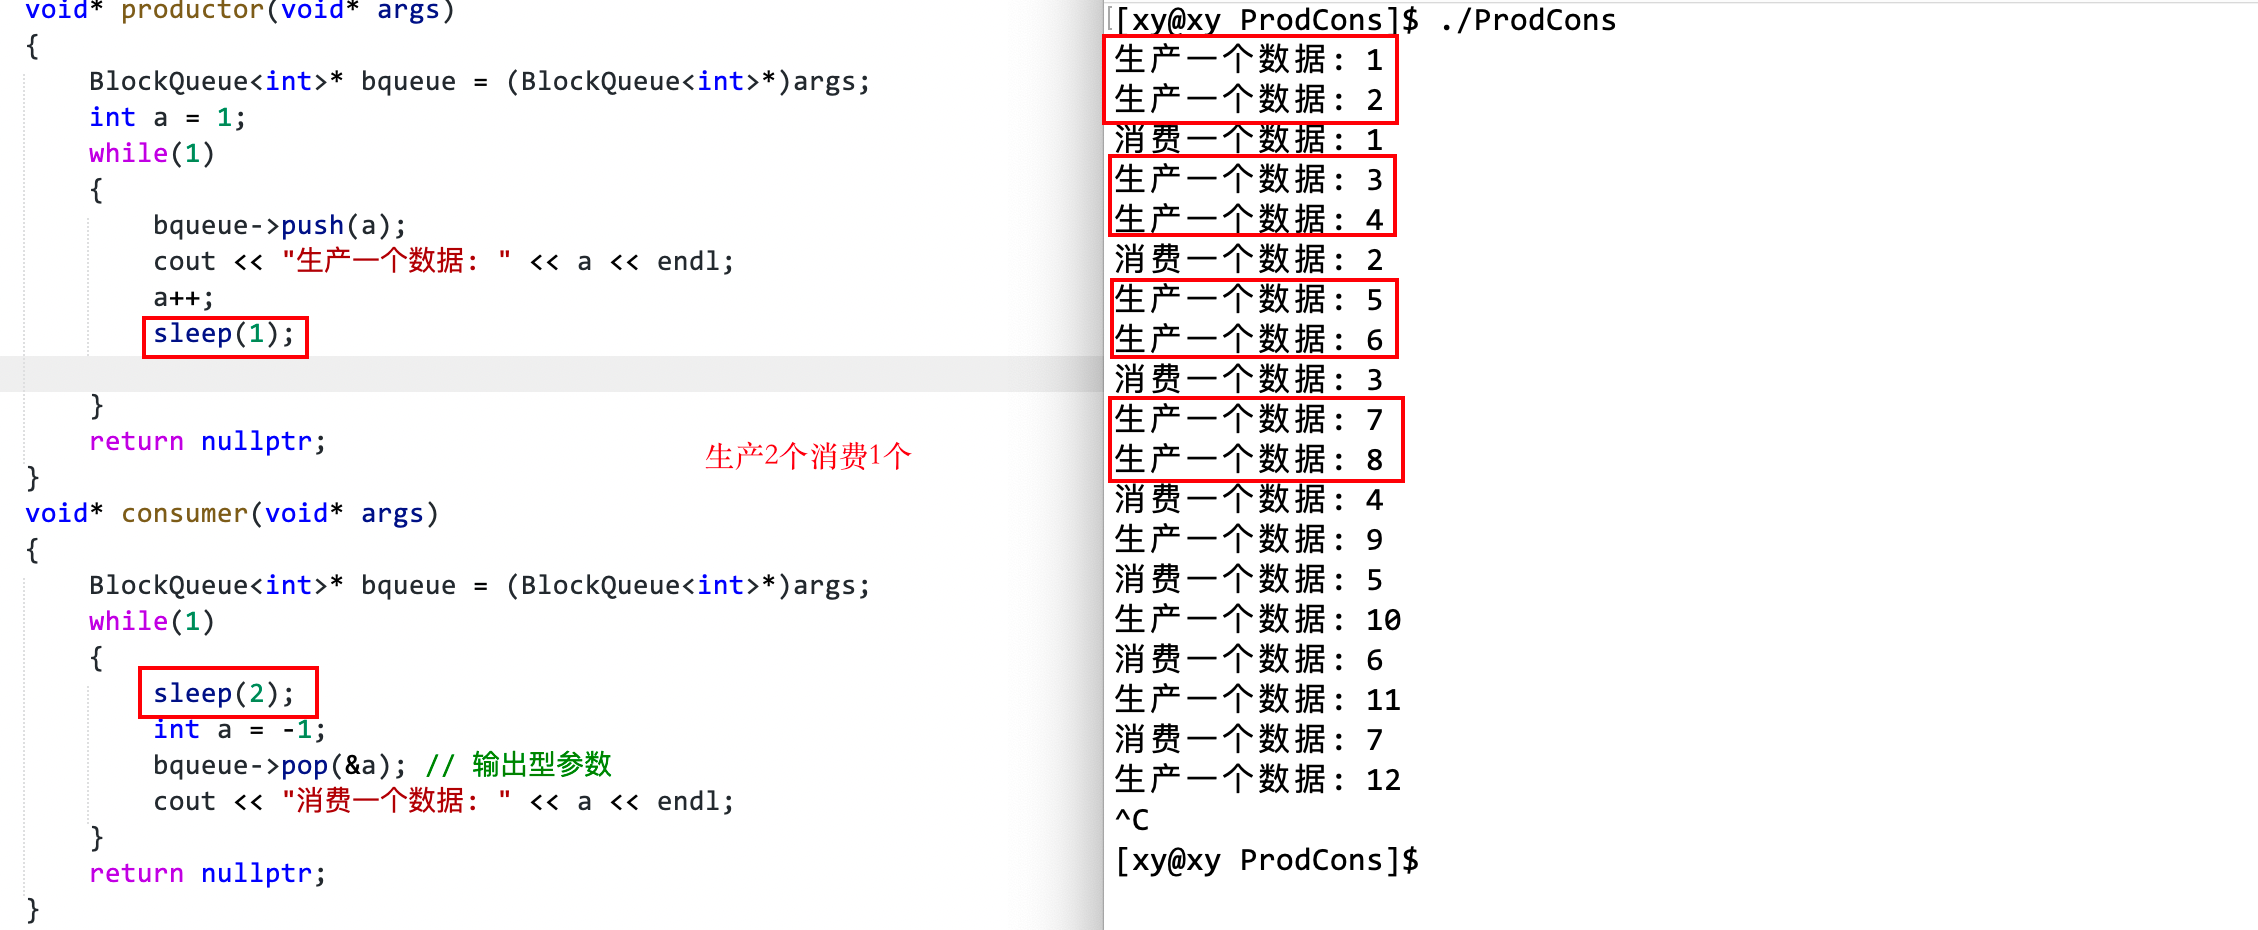 void* productor(void* args)
{
BlockQueue<int>* bqueue = (BlockQueue<int>*)args;
int a = 1;
while(1)
{
bqueue->push(a);
cout << "生产一个数据: " << a << endl;
a++;
sleep(1);
}
return nullptr;
}
生产2个消费1个
void* consumer(void* args)
{
BlockQueue<int>* bqueue = (BlockQueue<int>*)args;
while(1)
{
sleep(2);
int a = -1;
bqueue->pop(&a); // 输出型参数
cout << "消费一个数据: " << a << endl;
}
return nullptr;
}
[xy@xy ProdCons]$ ./ProdCons
生产一个数据: 1
生产一个数据: 2
消费一个数据: 1
生产一个数据: 3
生产一个数据: 4
消费一个数据: 2
生产一个数据: 5
生产一个数据: 6
消费一个数据: 3
生产一个数据: 7
生产一个数据: 8
消费一个数据: 4
生产一个数据: 9
消费一个数据: 5
生产一个数据: 10
消费一个数据: 6
生产一个数据: 11
消费一个数据: 7
生产一个数据: 12
^C
[xy@xy ProdCons]$